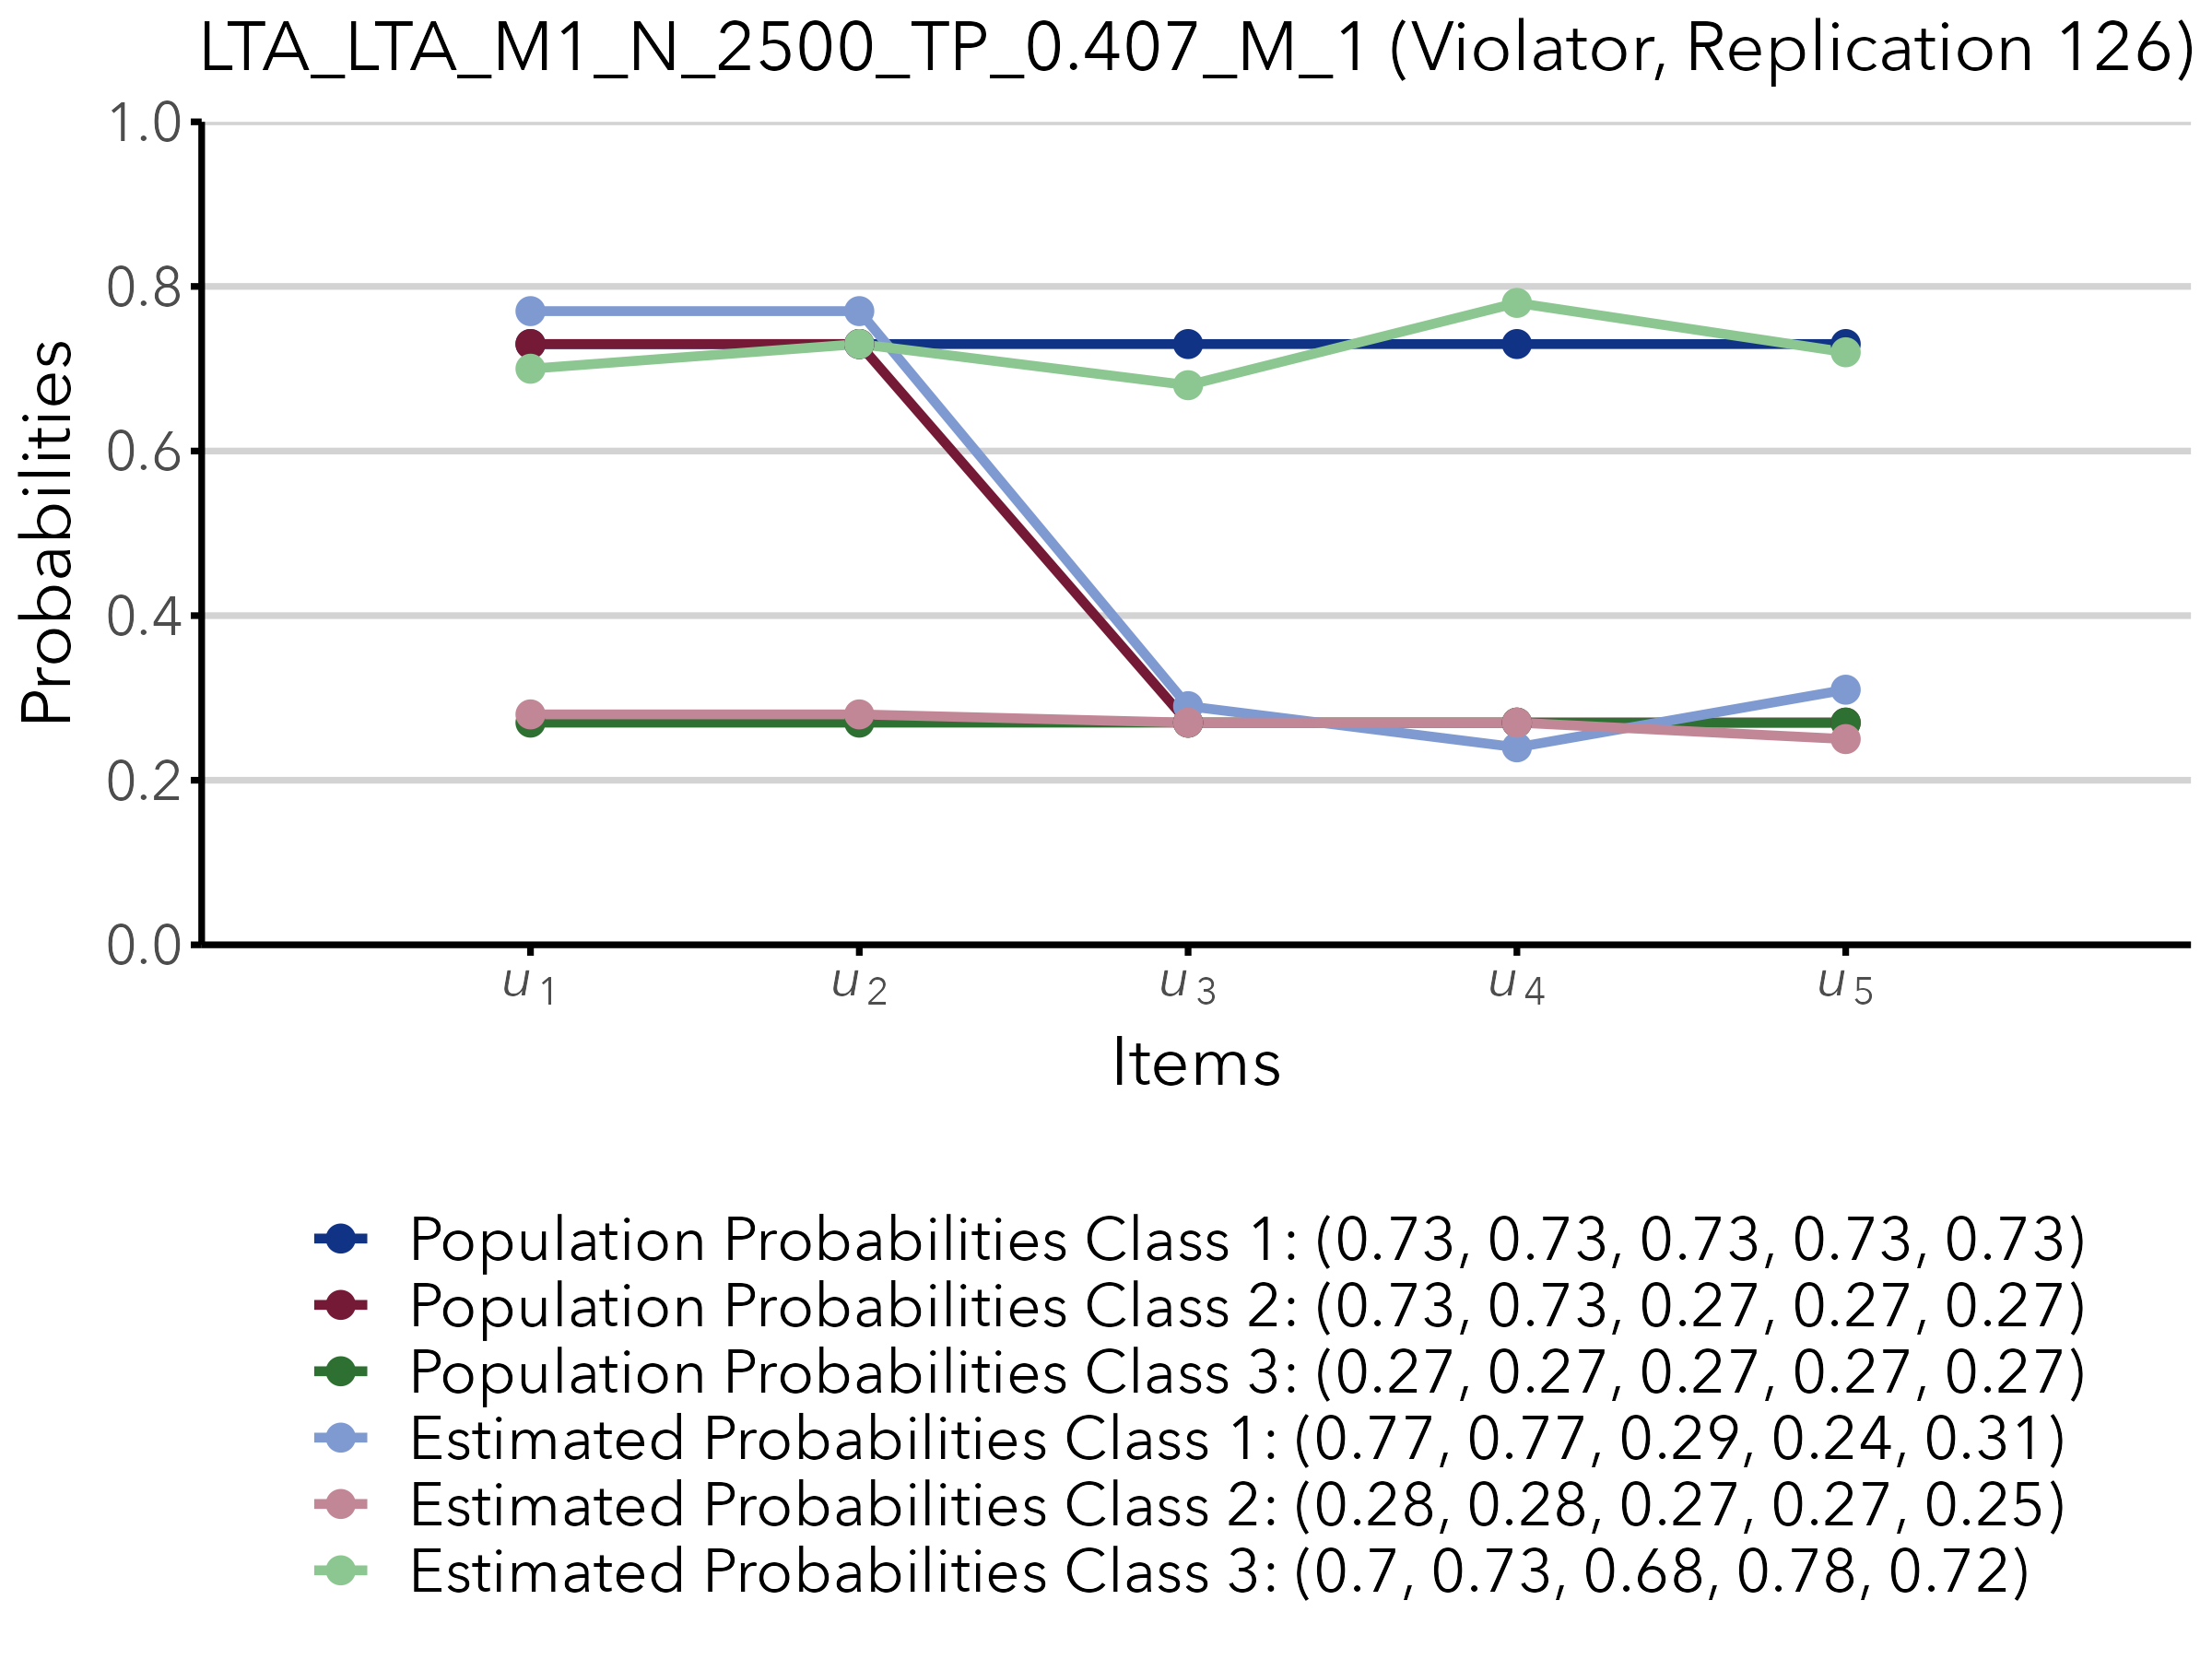 LTA_LTA_M1_N_2500_TP_0.407_M_1 (Violator, Replication 126)
1.0
0.8
0.6
0.4
0.2
0.0
Probabilities
u1 u2 u3 u4 u5
Items
Population Probabilities Class 1: (0.73, 0.73, 0.73, 0.73, 0.73)
Population Probabilities Class 2: (0.73, 0.73, 0.27, 0.27, 0.27)
Population Probabilities Class 3: (0.27, 0.27, 0.27, 0.27, 0.27)
Estimated Probabilities Class 1: (0.77, 0.77, 0.29, 0.24, 0.31)
Estimated Probabilities Class 2: (0.28, 0.28, 0.27, 0.27, 0.25)
Estimated Probabilities Class 3: (0.7, 0.73, 0.68, 0.78, 0.72)